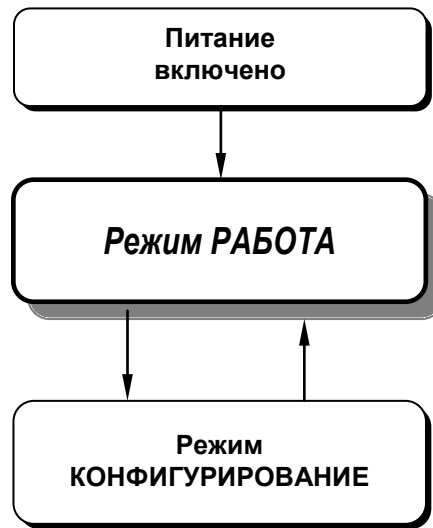 Питание
включено
Режим РАБОТА
Режим
КОНФИГУРИРОВАНИЕ